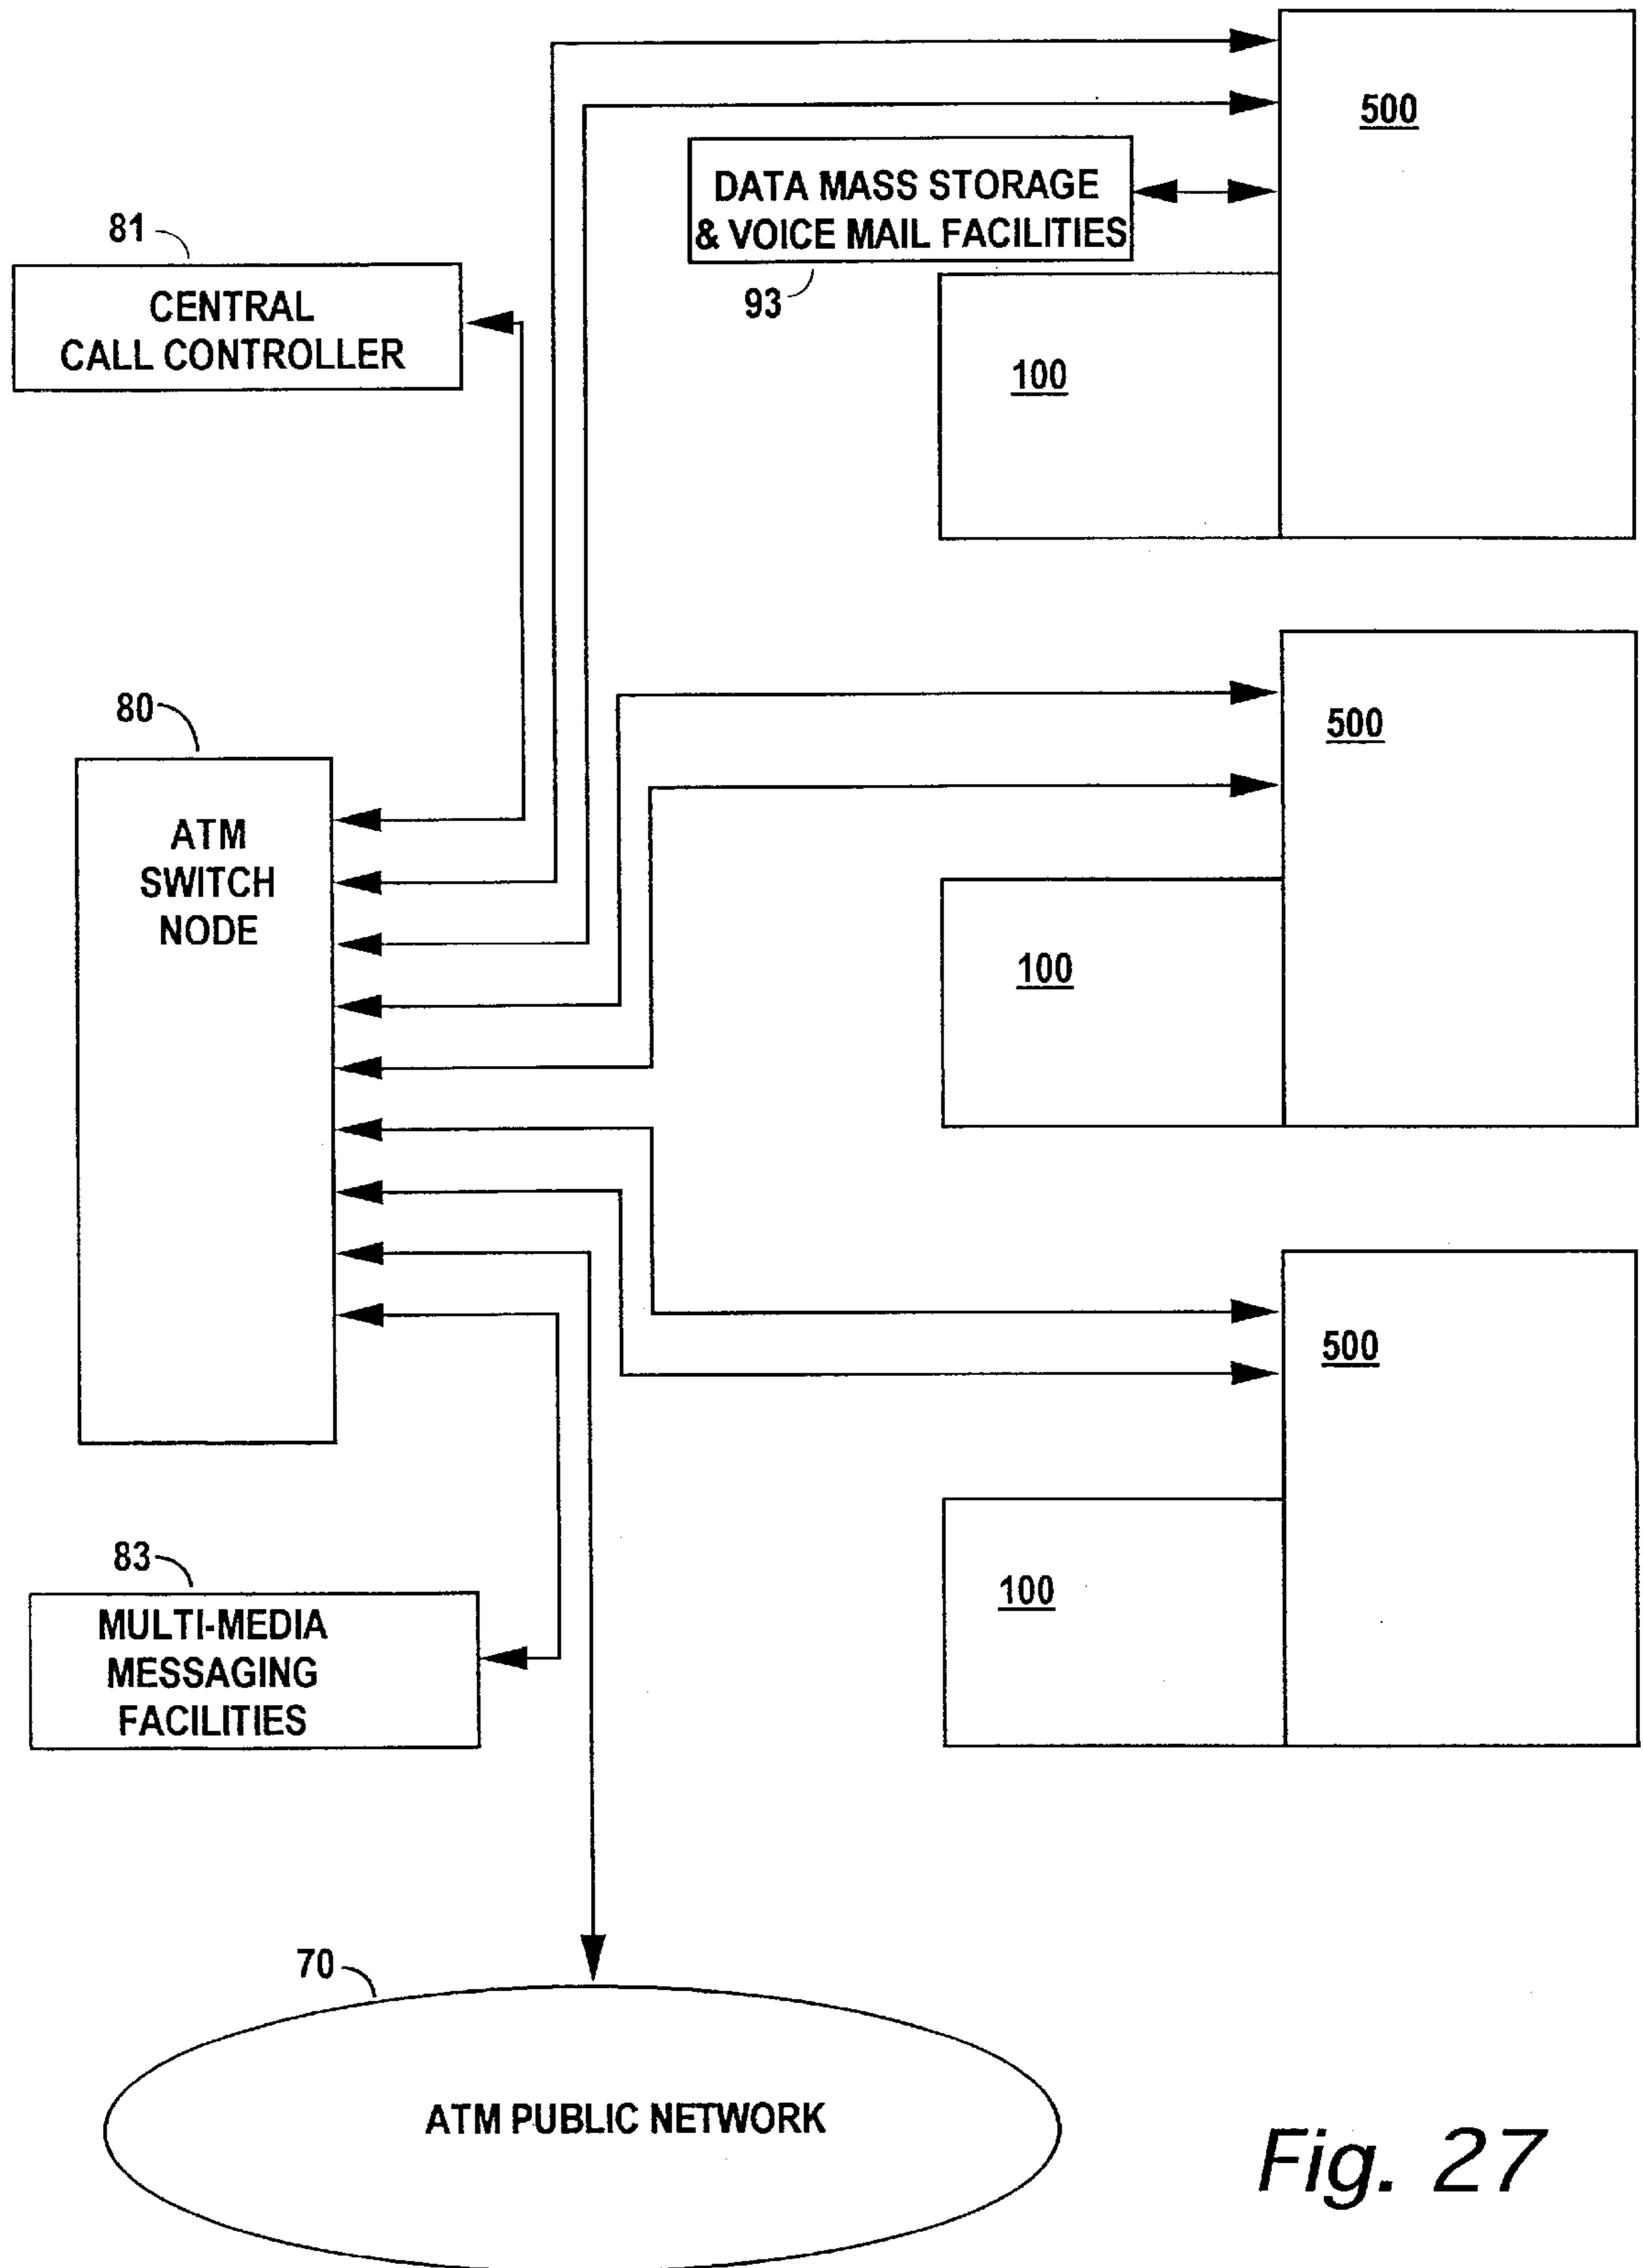 500
DATA MASS STORAGE
& VOICE MAIL FACILITIES
93
81
CENTRAL
CALL CONTROLLER
100
80
ATM
SWITCH
NODE
500
100
500
100
83
MULTI-MEDIA
MESSAGING
FACILITIES
70
ATM PUBLIC NETWORK
Fig. 27